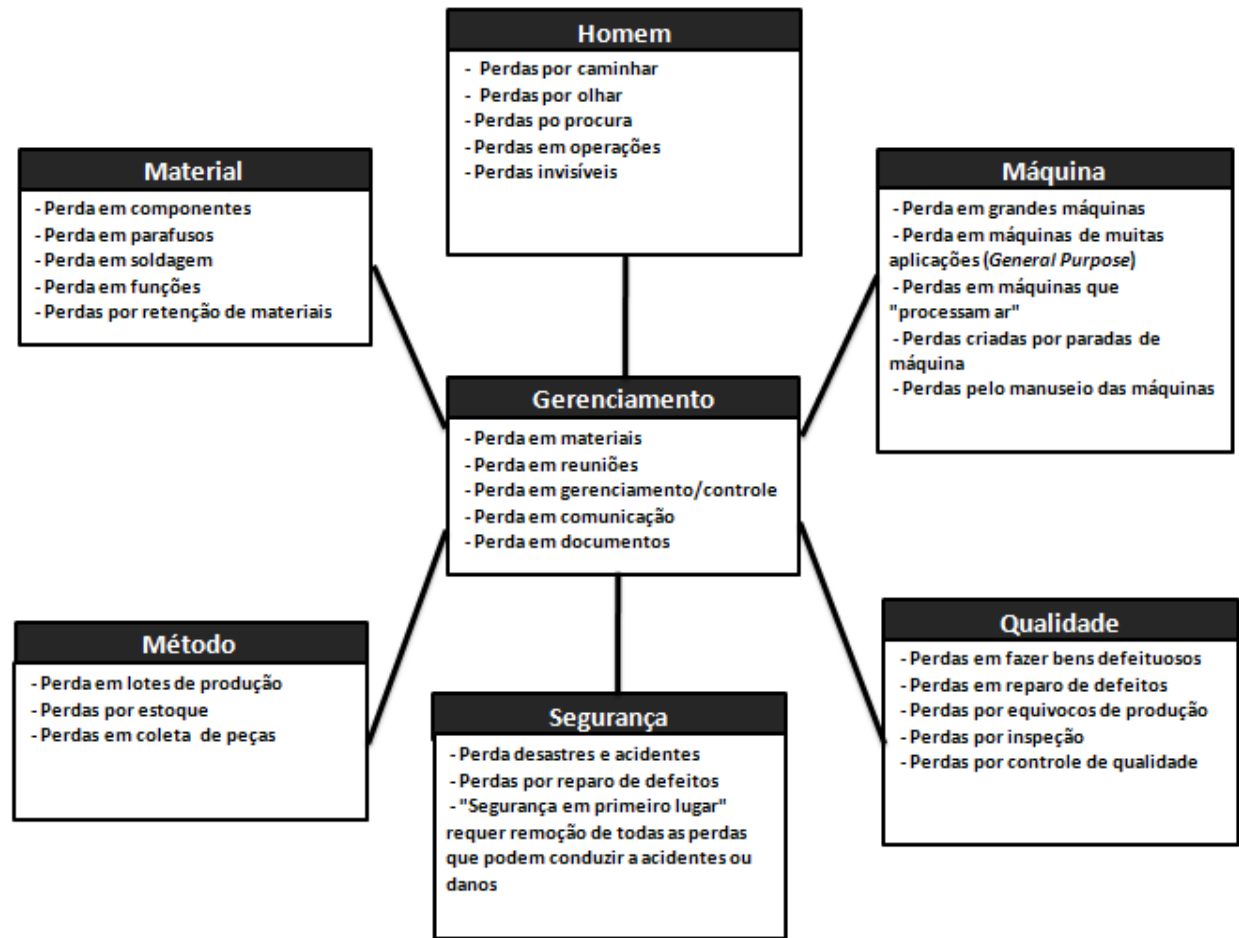 Homem
- Perdas por caminhar
- Perdas por olhar
- Perdas po procura
- Perdas em operações
- Perdas invisíveis
Material
- Perda em componentes
- Perda em parafusos
- Perda em soldagem
- Perda em funções
- Perdas por retenção de materiais
Máquina
- Perda em grandes máquinas
- Perda em máquinas de muitas
aplicações (General Purpose)
- Perdas em máquinas que
"processam ar"
- Perdas criadas por paradas de
máquina
- Perdas pelo manuseio das máquinas
Gerenciamento
- Perda em materiais
- Perda em reuniões
- Perda em gerenciamento/controle
- Perda em comunicação
- Perda em documentos
Método
- Perda em lotes de produção
- Perdas por estoque
- Perdas em coleta de peças
Segurança
- Perda desastres e acidentes
- Perdas por reparo de defeitos
- "Segurança em primeiro lugar"
requer remoção de todas as perdas
que podem conduzir a acidentes ou
danos
Qualidade
- Perdas em fazer bens defeituosos
- Perdas em reparo de defeitos
- Perdas por equivocos de produção
- Perdas por inspeção
- Perdas por controle de qualidade